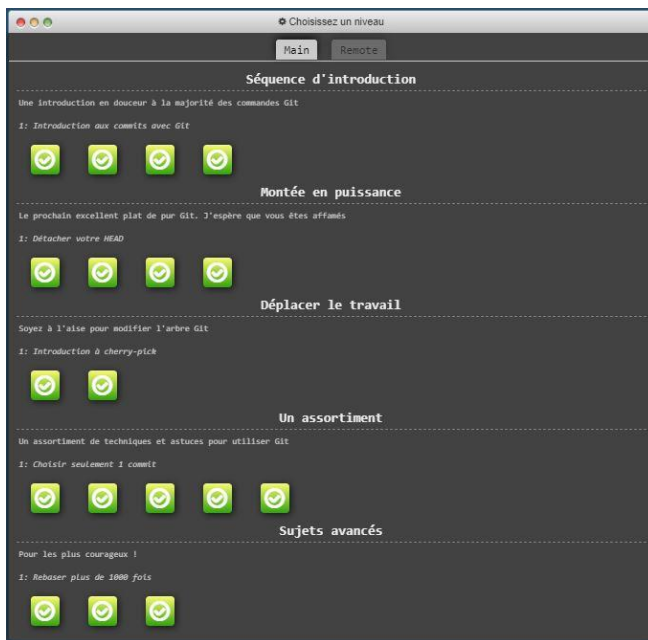 Choisissez un niveau
Main Remote
Séquence d'introduction
Une introduction en douceur à la majorité des commandes Git
1: Introduction aux commits avec Git
Montée en puissance
Le prochain excellent plat de pur Git. J'espère que vous êtes affamés
1: Détacher votre HEAD
Déplacer le travail
Soyez à l'aise pour modifier l'arbre Git
1: Introduction à cherry-pick
Un assortiment
Un assortiment de techniques et astuces pour utiliser Git
1: Choisir seulement 1 commit
Sujets avancés
Pour les plus courageux !
1: Rebaser plus de 1000 fois